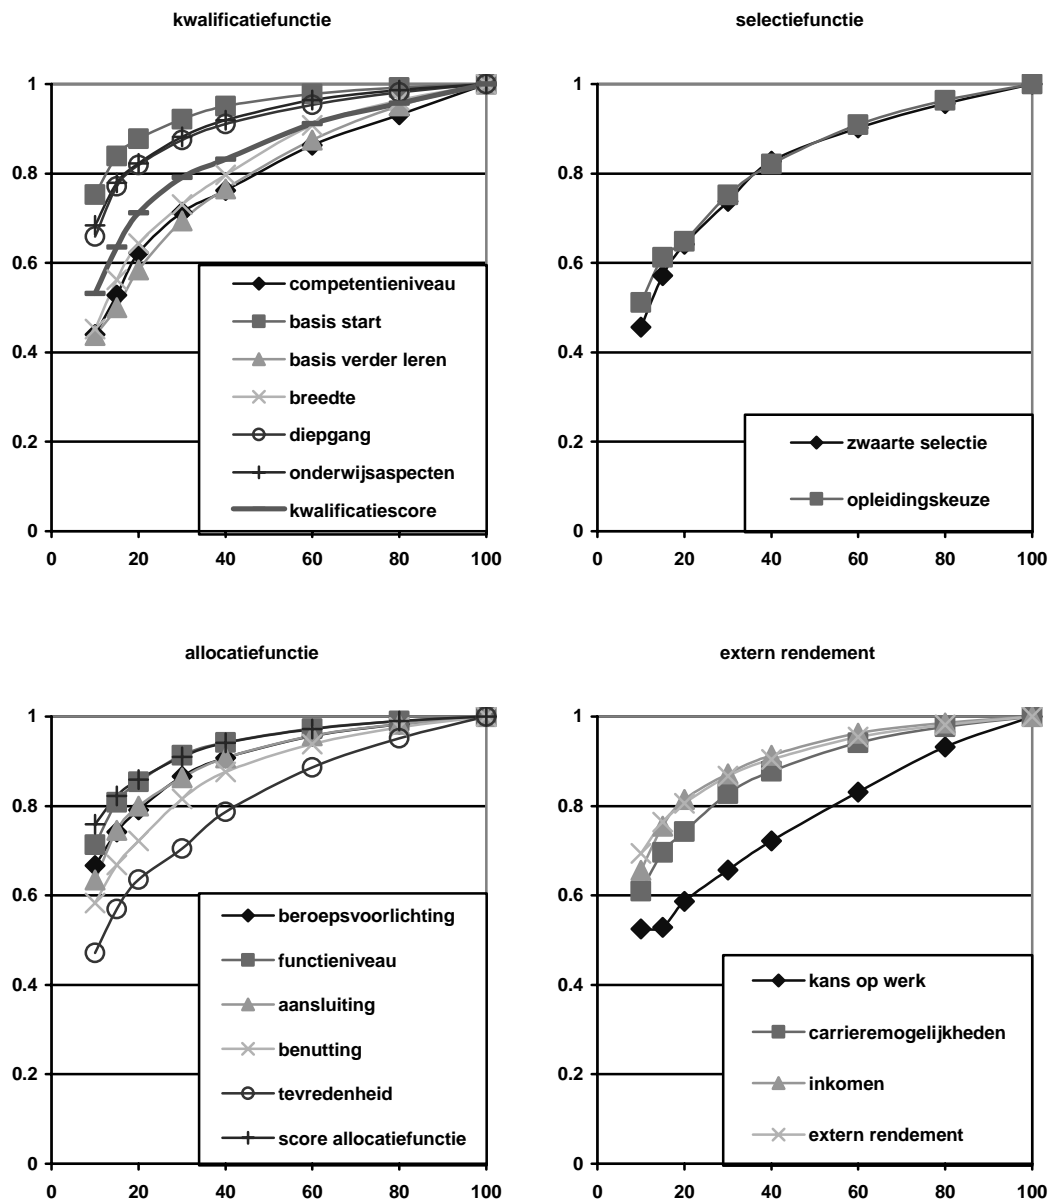 kwalificatiefunctie
1
0.8
0.6
0.4
0.2
0
0 20 40 60 80 100
competentieniveau
basis start
basis verder leren
breedte
diepgang
onderwijsaspecten
kwalificatiescore
selectiefunctie
1
0.8
0.6
0.4
0.2
0
0 20 40 60 80 100
zwaarte selectie
opleidingskeuze
allocatiefunctie
1
0.8
0.6
0.4
0.2
0
0 20 40 60 80 100
beroepsvoorlichting
functieniveau
aansluiting
benutting
tevredenheid
score allocatiefunctie
extern rendement
1
0.8
0.6
0.4
0.2
0
0 20 40 60 80 100
kans op werk
carrieremogelijkheden
inkomen
extern rendement